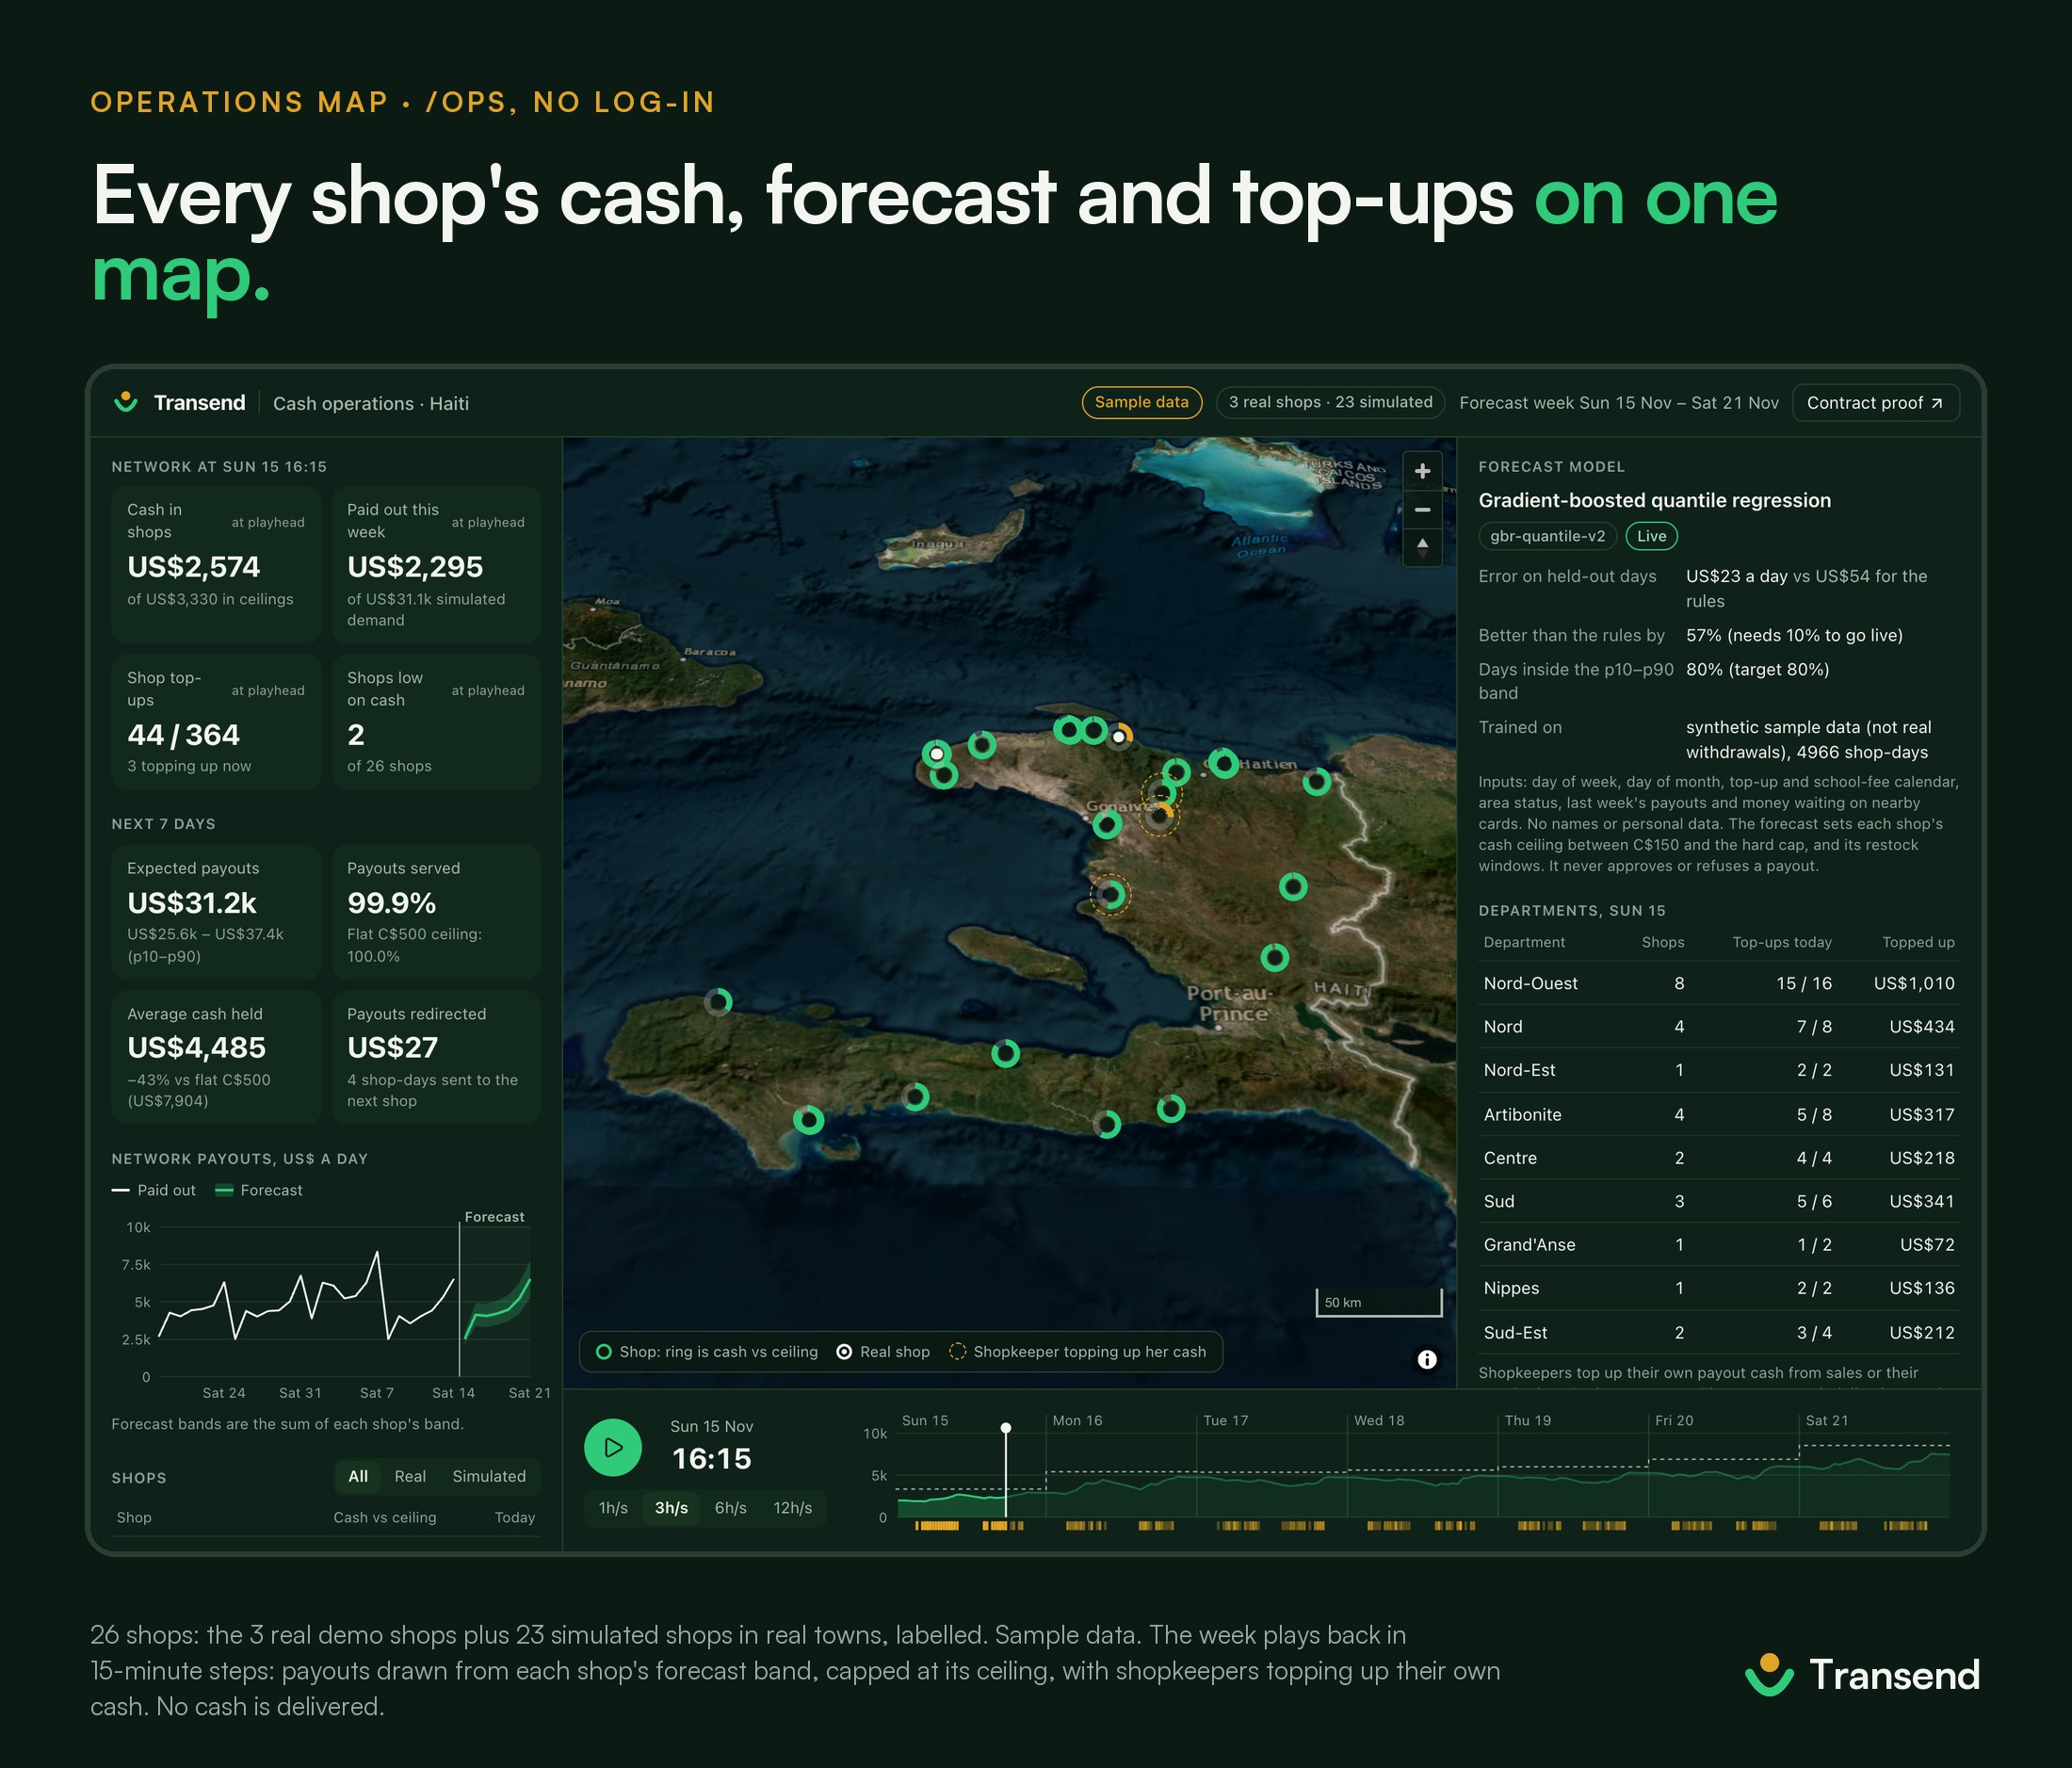 OPERATIONS MAP · /OPS, NO LOG-IN
Every shop's cash, forecast and top-ups on one
map.
Transend
Cash operations · Haiti
Sample data
3 real shops · 23 simulated
Forecast week Sun 15 Nov – Sat 21 Nov
Contract proof ↗
NETWORK AT SUN 15 16:15
Cash in
shops
at playhead
US$2,574
of US$3,330 in ceilings
Paid out this
week
at playhead
US$2,295
of US$31.1k simulated
demand
Shop top-
ups
at playhead
44 / 364
3 topping up now
Shops low
on cash
at playhead
2
of 26 shops
NEXT 7 DAYS
Expected payouts
US$31.2k
US$25.6k – US$37.4k
(p10–p90)
Payouts served
99.9%
Flat C$500 ceiling:
100.0%
Average cash held
US$4,485
−43% vs flat C$500
(US$7,904)
Payouts redirected
US$27
4 shop-days sent to the
next shop
NETWORK PAYOUTS, US$ A DAY
Paid out
Forecast
Forecast
10k
7.5k
5k
2.5k
0
Sat 24
Sat 31
Sat 7
Sat 14
Sat 21
Forecast bands are the sum of each shop's band.
SHOPS
All
Real
Simulated
Shop
Cash vs ceiling
Today
TURKS AND
CAICOS
ISLANDS
Atlantic
Ocean
Inagua
Moa
Baracoa
Guantánamo
namo
Haitien
Gonaives
Port-au-
Prince
HAITI
50 km
Shop: ring is cash vs ceiling
Real shop
Shopkeeper topping up her cash
Sun 15 Nov
16:15
1h/s
3h/s
6h/s
12h/s
10k
5k
0
Sun 15
Mon 16
Tue 17
Wed 18
Thu 19
Fri 20
Sat 21
FORECAST MODEL
Gradient-boosted quantile regression
gbr-quantile-v2
Live
Error on held-out days
US$23 a day vs US$54 for the
rules
Better than the rules by
57% (needs 10% to go live)
Days inside the p10–p90
band
80% (target 80%)
Trained on
synthetic sample data (not real
withdrawals), 4966 shop-days
Inputs: day of week, day of month, top-up and school-fee calendar,
area status, last week's payouts and money waiting on nearby
cards. No names or personal data. The forecast sets each shop's
cash ceiling between C$150 and the hard cap, and its restock
windows. It never approves or refuses a payout.
DEPARTMENTS, SUN 15
Department Shops Top-ups today Topped up
Nord-Ouest 8 15 / 16 US$1,010
Nord 4 7 / 8 US$434
Nord-Est 1 2 / 2 US$131
Artibonite 4 5 / 8 US$317
Centre 2 4 / 4 US$218
Sud 3 5 / 6 US$341
Grand'Anse 1 1 / 2 US$72
Nippes 1 2 / 2 US$136
Sud-Est 2 3 / 4 US$212
Shopkeepers top up their own payout cash from sales or their
26 shops: the 3 real demo shops plus 23 simulated shops in real towns, labelled. Sample data. The week plays back in
15-minute steps: payouts drawn from each shop's forecast band, capped at its ceiling, with shopkeepers topping up their own
cash. No cash is delivered.
Transend